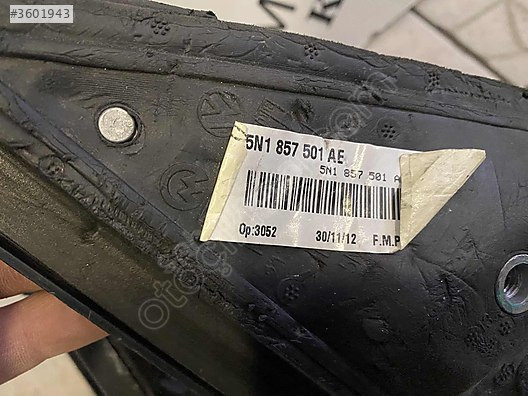 #3601943
5N1 857 501 AE
5N1 857 501 A
Op:3052
30/11/12 F.M.P